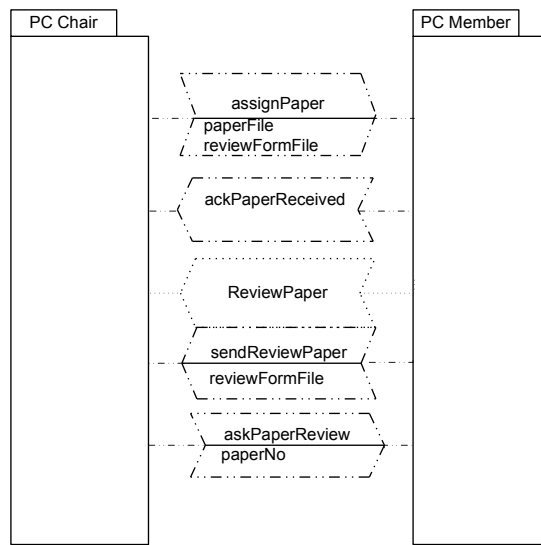 PC Chair
PC Member
assignPaper
paperFile
reviewFormFile
ackPaperReceived
ReviewPaper
sendReviewPaper
reviewFormFile
askPaperReview
paperNo